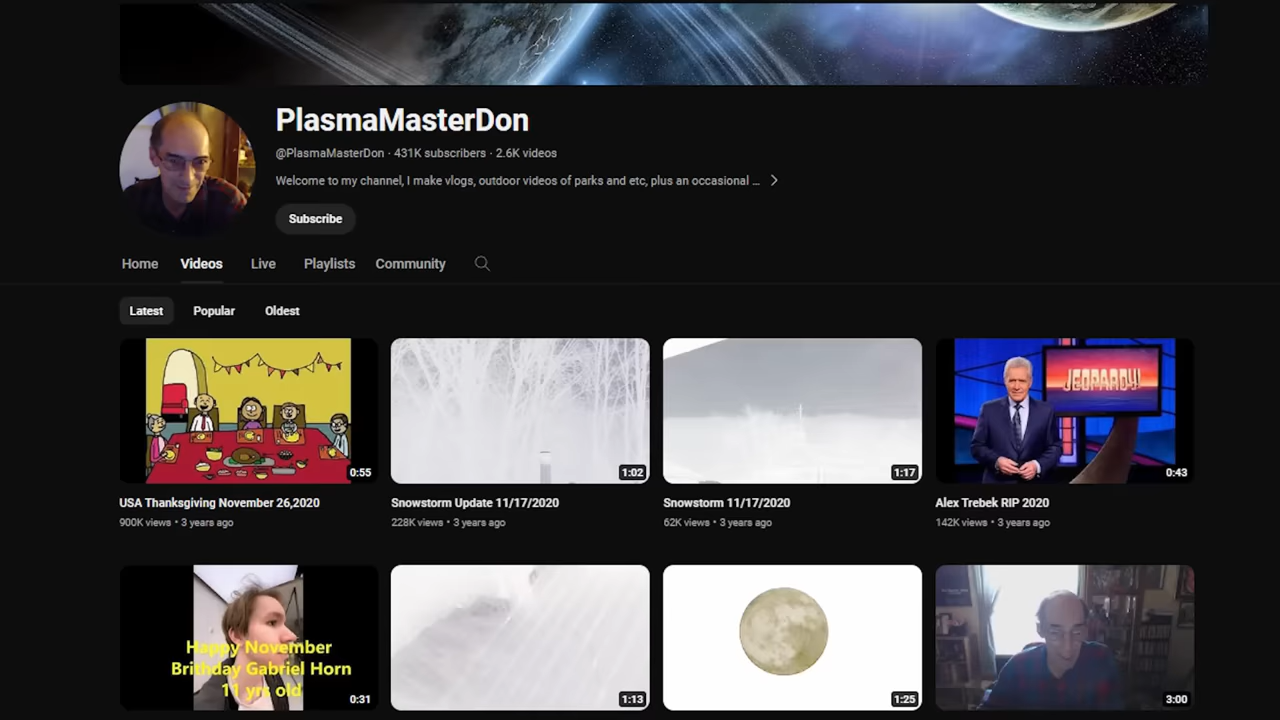 PlasmaMasterDon
@PlasmaMasterDon · 431K subscribers · 2.6K videos
Welcome to my channel, I make vlogs, outdoor videos of parks and etc, plus an occasional ...
Subscribe
Home Videos Live Playlists Community
Latest Popular Oldest
JEOPARDY!
0:55 1:02 1:17 0:43
USA Thanksgiving November 26,2020 Snowstorm Update 11/17/2020 Snowstorm 11/17/2020 Alex Trebek RIP 2020
900K views • 3 years ago 228K views • 3 years ago 62K views • 3 years ago 142K views • 3 years ago
Happy November
Brithday Gabriel Horn
11 yrs old
0:31 1:13 1:25 3:00